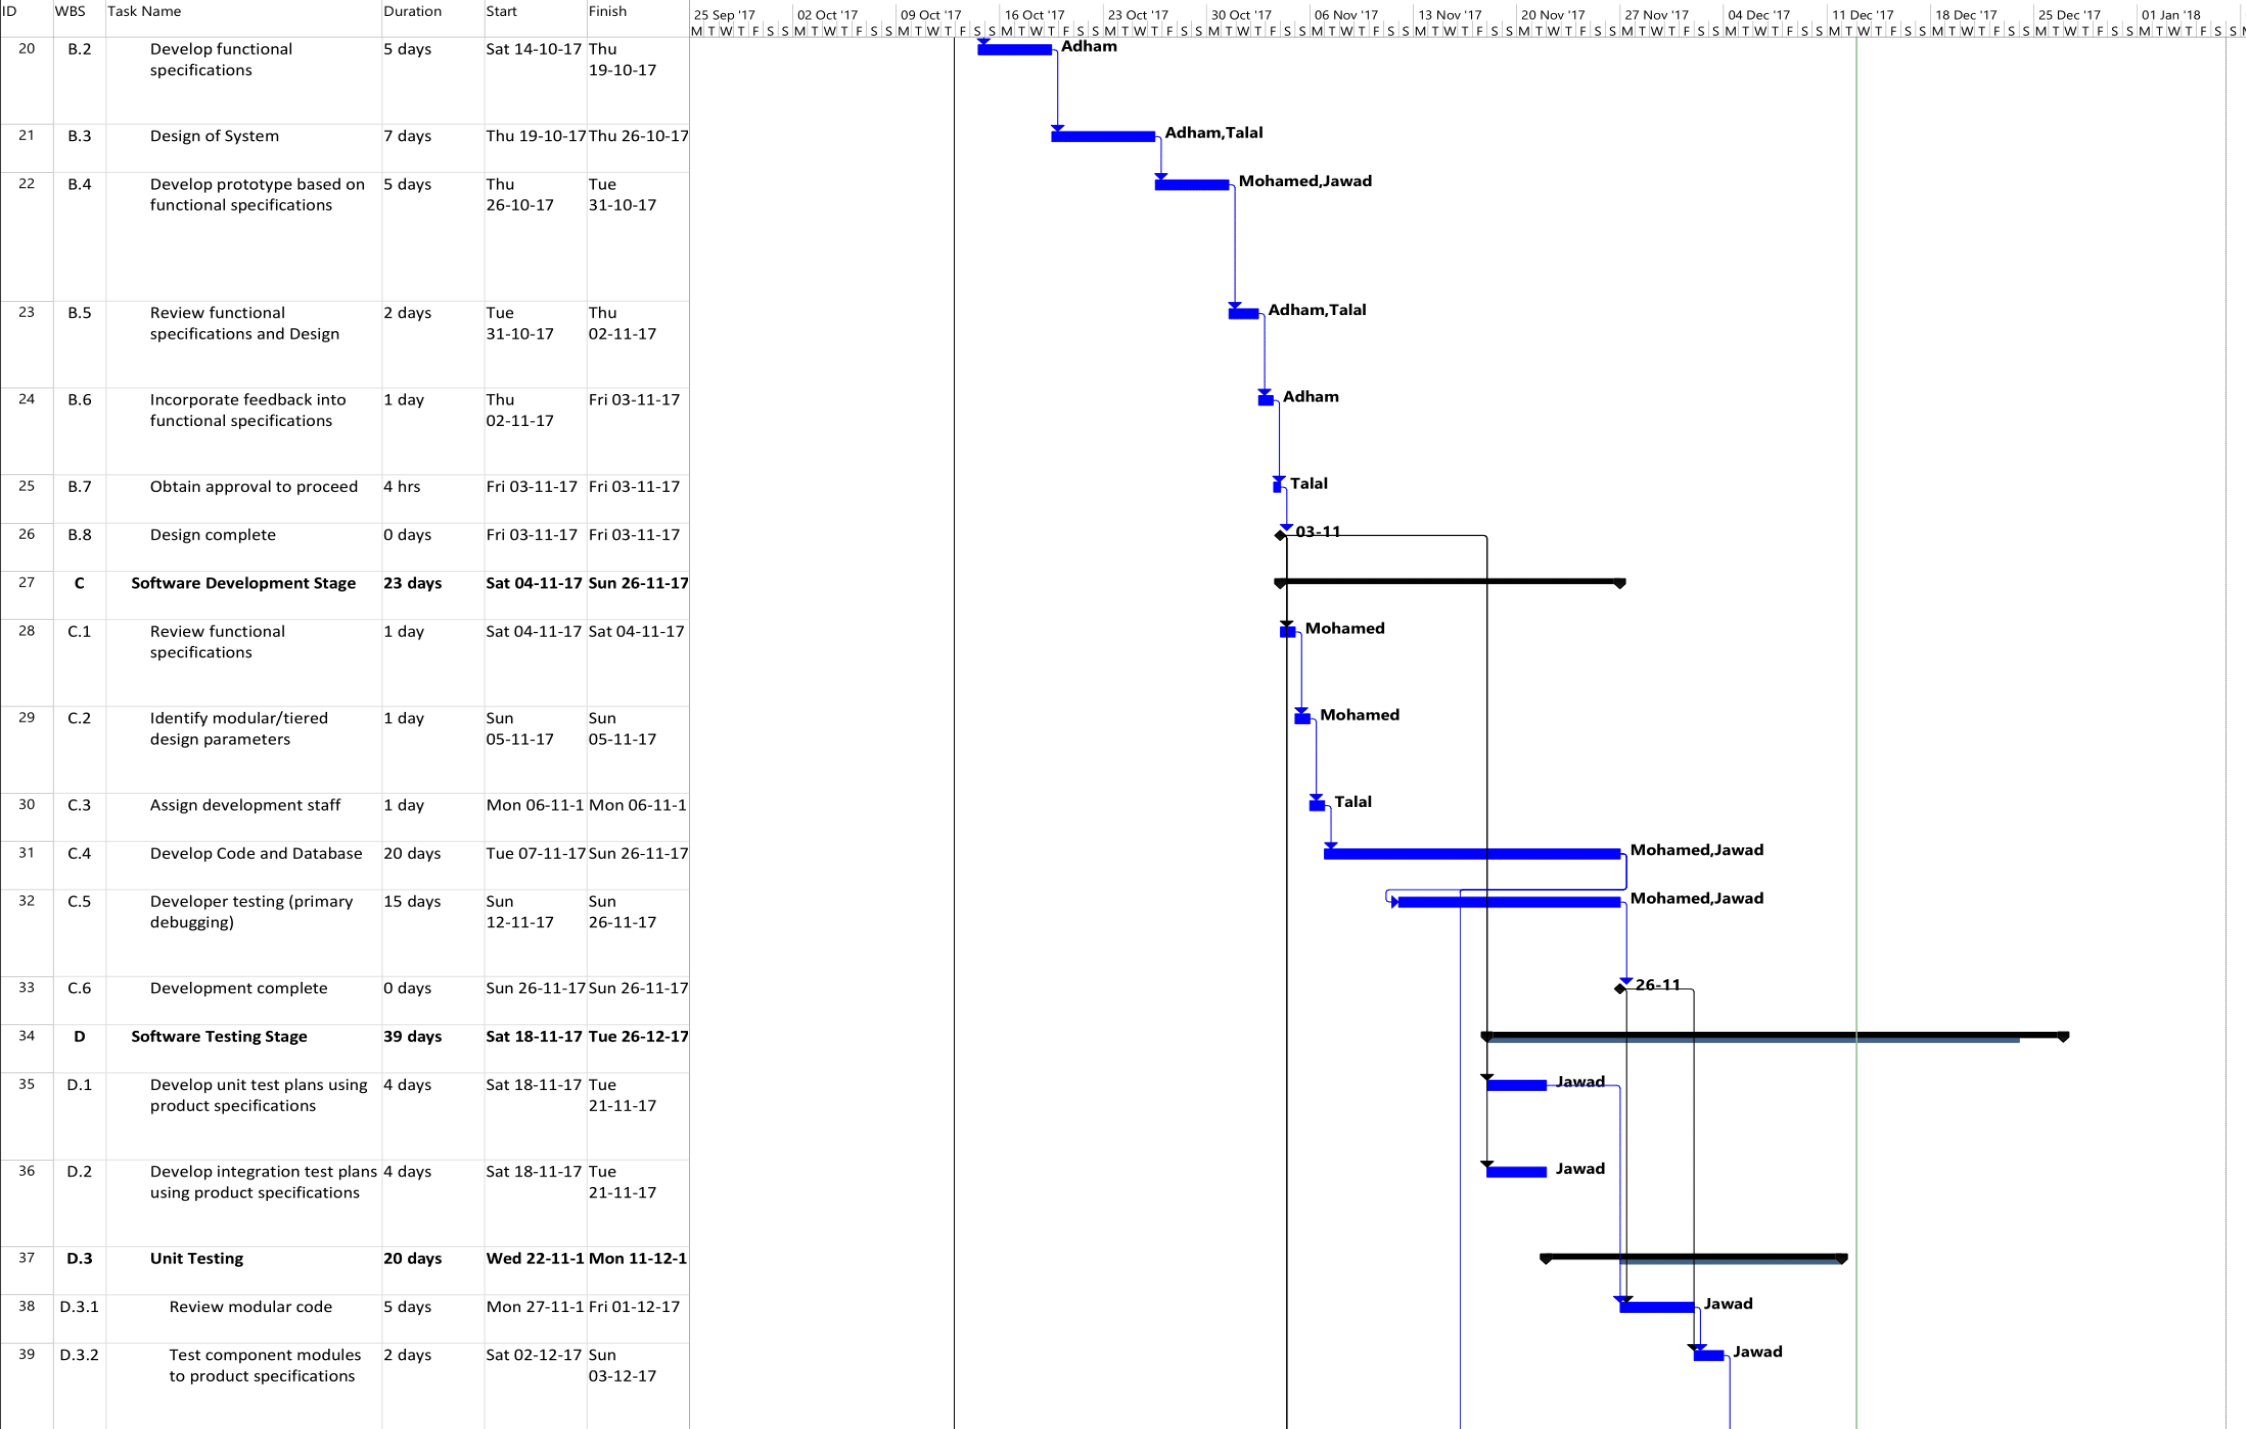 ID WBS Task Name Duration Start Finish
25 Sep '17 02 Oct '17 09 Oct '17 16 Oct '17 23 Oct '17 30 Oct '17 06 Nov '17 13 Nov '17 20 Nov '17 27 Nov '17 04 Dec '17 11 Dec '17 18 Dec '17 25 Dec '17 01 Jan '18
M T W T F S S M T W T F S S M T W T F S S M T W T F S S M T W T F S S M T W T F S S M T W T F S S M T W T F S S M T W T F S S M T W T F S S M T W T F S S M T W T F S S M T W T F S S M T W T F S S M T W T F S S M
20 B.2 Develop functional 5 days Sat 14-10-17 Thu Adham
specifications 19-10-17
21 B.3 Design of System 7 days Thu 19-10-17 Thu 26-10-17 Adham,Talal
22 B.4 Develop prototype based on 5 days Thu Tue Mohamed,Jawad
functional specifications 26-10-17 31-10-17
23 B.5 Review functional 2 days Tue Thu Adham,Talal
specifications and Design 31-10-17 02-11-17
24 B.6 Incorporate feedback into 1 day Thu Fri 03-11-17 Adham
functional specifications 02-11-17
25 B.7 Obtain approval to proceed 4 hrs Fri 03-11-17 Fri 03-11-17 Talal
26 B.8 Design complete 0 days Fri 03-11-17 Fri 03-11-17 03-11
27 C Software Development Stage 23 days Sat 04-11-17 Sun 26-11-17
28 C.1 Review functional 1 day Sat 04-11-17 Sat 04-11-17 Mohamed
specifications
29 C.2 Identify modular/tiered 1 day Sun Sun Mohamed
design parameters 05-11-17 05-11-17
30 C.3 Assign development staff 1 day Mon 06-11-1 Mon 06-11-1 Talal
31 C.4 Develop Code and Database 20 days Tue 07-11-17 Sun 26-11-17 Mohamed,Jawad
32 C.5 Developer testing (primary 15 days Sun Sun Mohamed,Jawad
debugging) 12-11-17 26-11-17
33 C.6 Development complete 0 days Sun 26-11-17 Sun 26-11-17 26-11
34 D Software Testing Stage 39 days Sat 18-11-17 Tue 26-12-17
35 D.1 Develop unit test plans using 4 days Sat 18-11-17 Tue Jawad
product specifications 21-11-17
36 D.2 Develop integration test plans 4 days Sat 18-11-17 Tue Jawad
using product specifications 21-11-17
37 D.3 Unit Testing 20 days Wed 22-11-1 Mon 11-12-1
38 D.3.1 Review modular code 5 days Mon 27-11-1 Fri 01-12-17 Jawad
39 D.3.2 Test component modules 2 days Sat 02-12-17 Sun Jawad
to product specifications 03-12-17